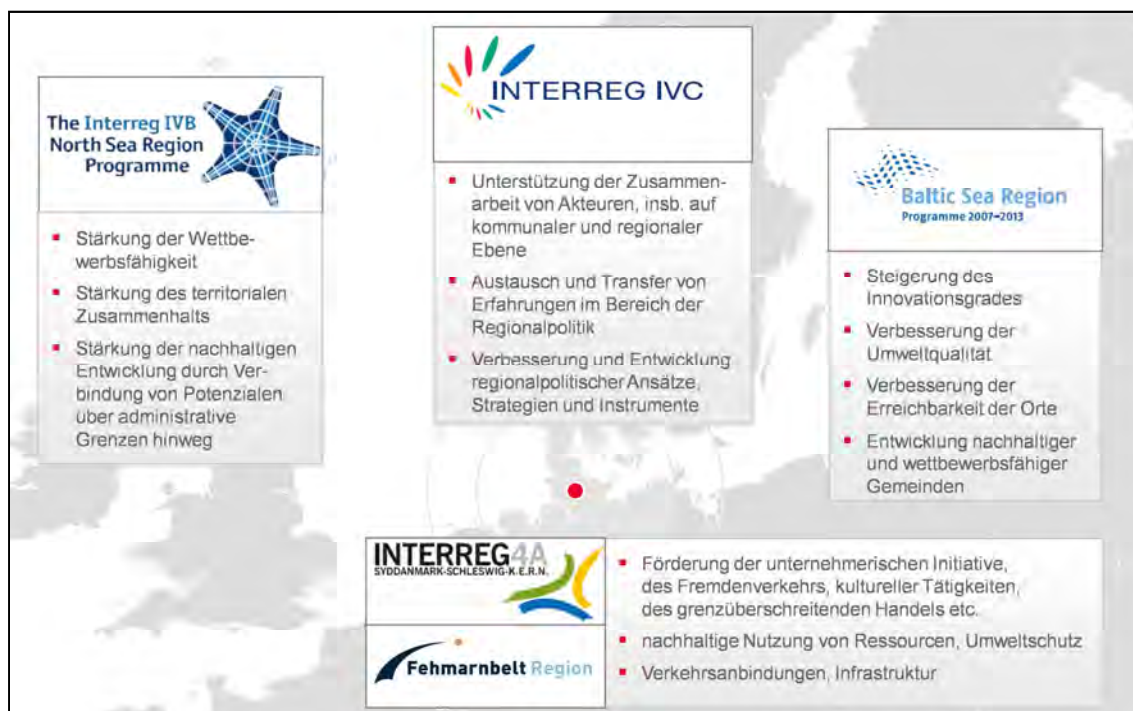 The Interreg IVB
North Sea Region
Programme
Stärkung der Wettbe-
werbsfähigkeit
Stärkung des territorialen
Zusammenhalts
Stärkung der nachhaltigen
Entwicklung durch Ver-
bindung von Potenzialen
über administrative
Grenzen hinweg
INTERREG IVC
Unterstützung der Zusammen-
arbeit von Akteuren, insb. auf
kommunaler und regionaler
Ebene
Austausch und Transfer von
Erfahrungen im Bereich der
Regionalpolitik
Verbesserung und Entwicklung
regionalpolitischer Ansätze,
Strategien und Instrumente
Baltic Sea Region
Programme 2007-2013
Steigerung des
Innovationsgrades
Verbesserung der
Umweltqualität
Verbesserung der
Erreichbarkeit der Orte
Entwicklung nachhaltiger
und wettbewerbsfähiger
Gemeinden
INTERREG4A
SYDDANMARK-SCHLESWIG-K.E.R.N.
Fehmarnbelt Region
Förderung der unternehmerischen Initiative,
des Fremdenverkehrs, kultureller Tätigkeiten,
des grenzüberschreitenden Handels etc.
nachhaltige Nutzung von Ressourcen, Umweltschutz
Verkehrsanbindungen, Infrastruktur